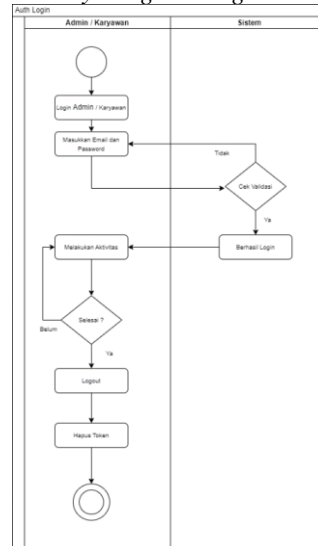 Auth Login
Admin / Karyawan
Sistem
Login Admin / Karyawan
Masukkan Email dan
Password
Tidak
Cek Validasi
Ya
Melakukan Aktivitas
Berhasil Login
Selesai ?
Belum
Ya
Logout
Hapus Token